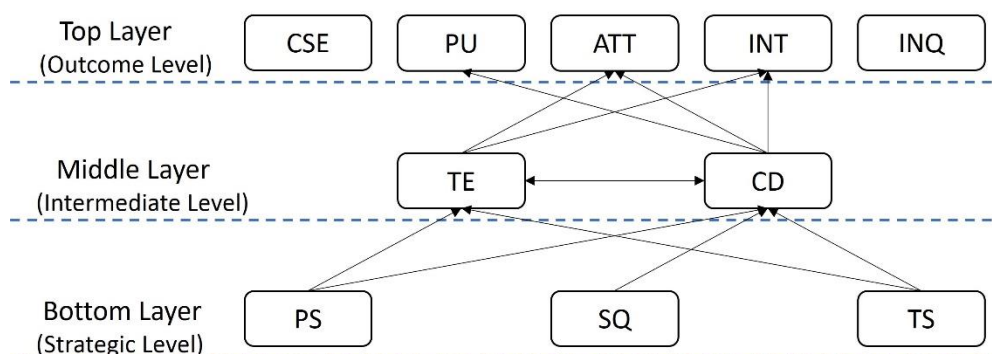 Top Layer
(Outcome Level)
CSE
PU
ATT
INT
INQ
Middle Layer
(Intermediate Level)
TE
CD
Bottom Layer
(Strategic Level)
PS
SQ
TS